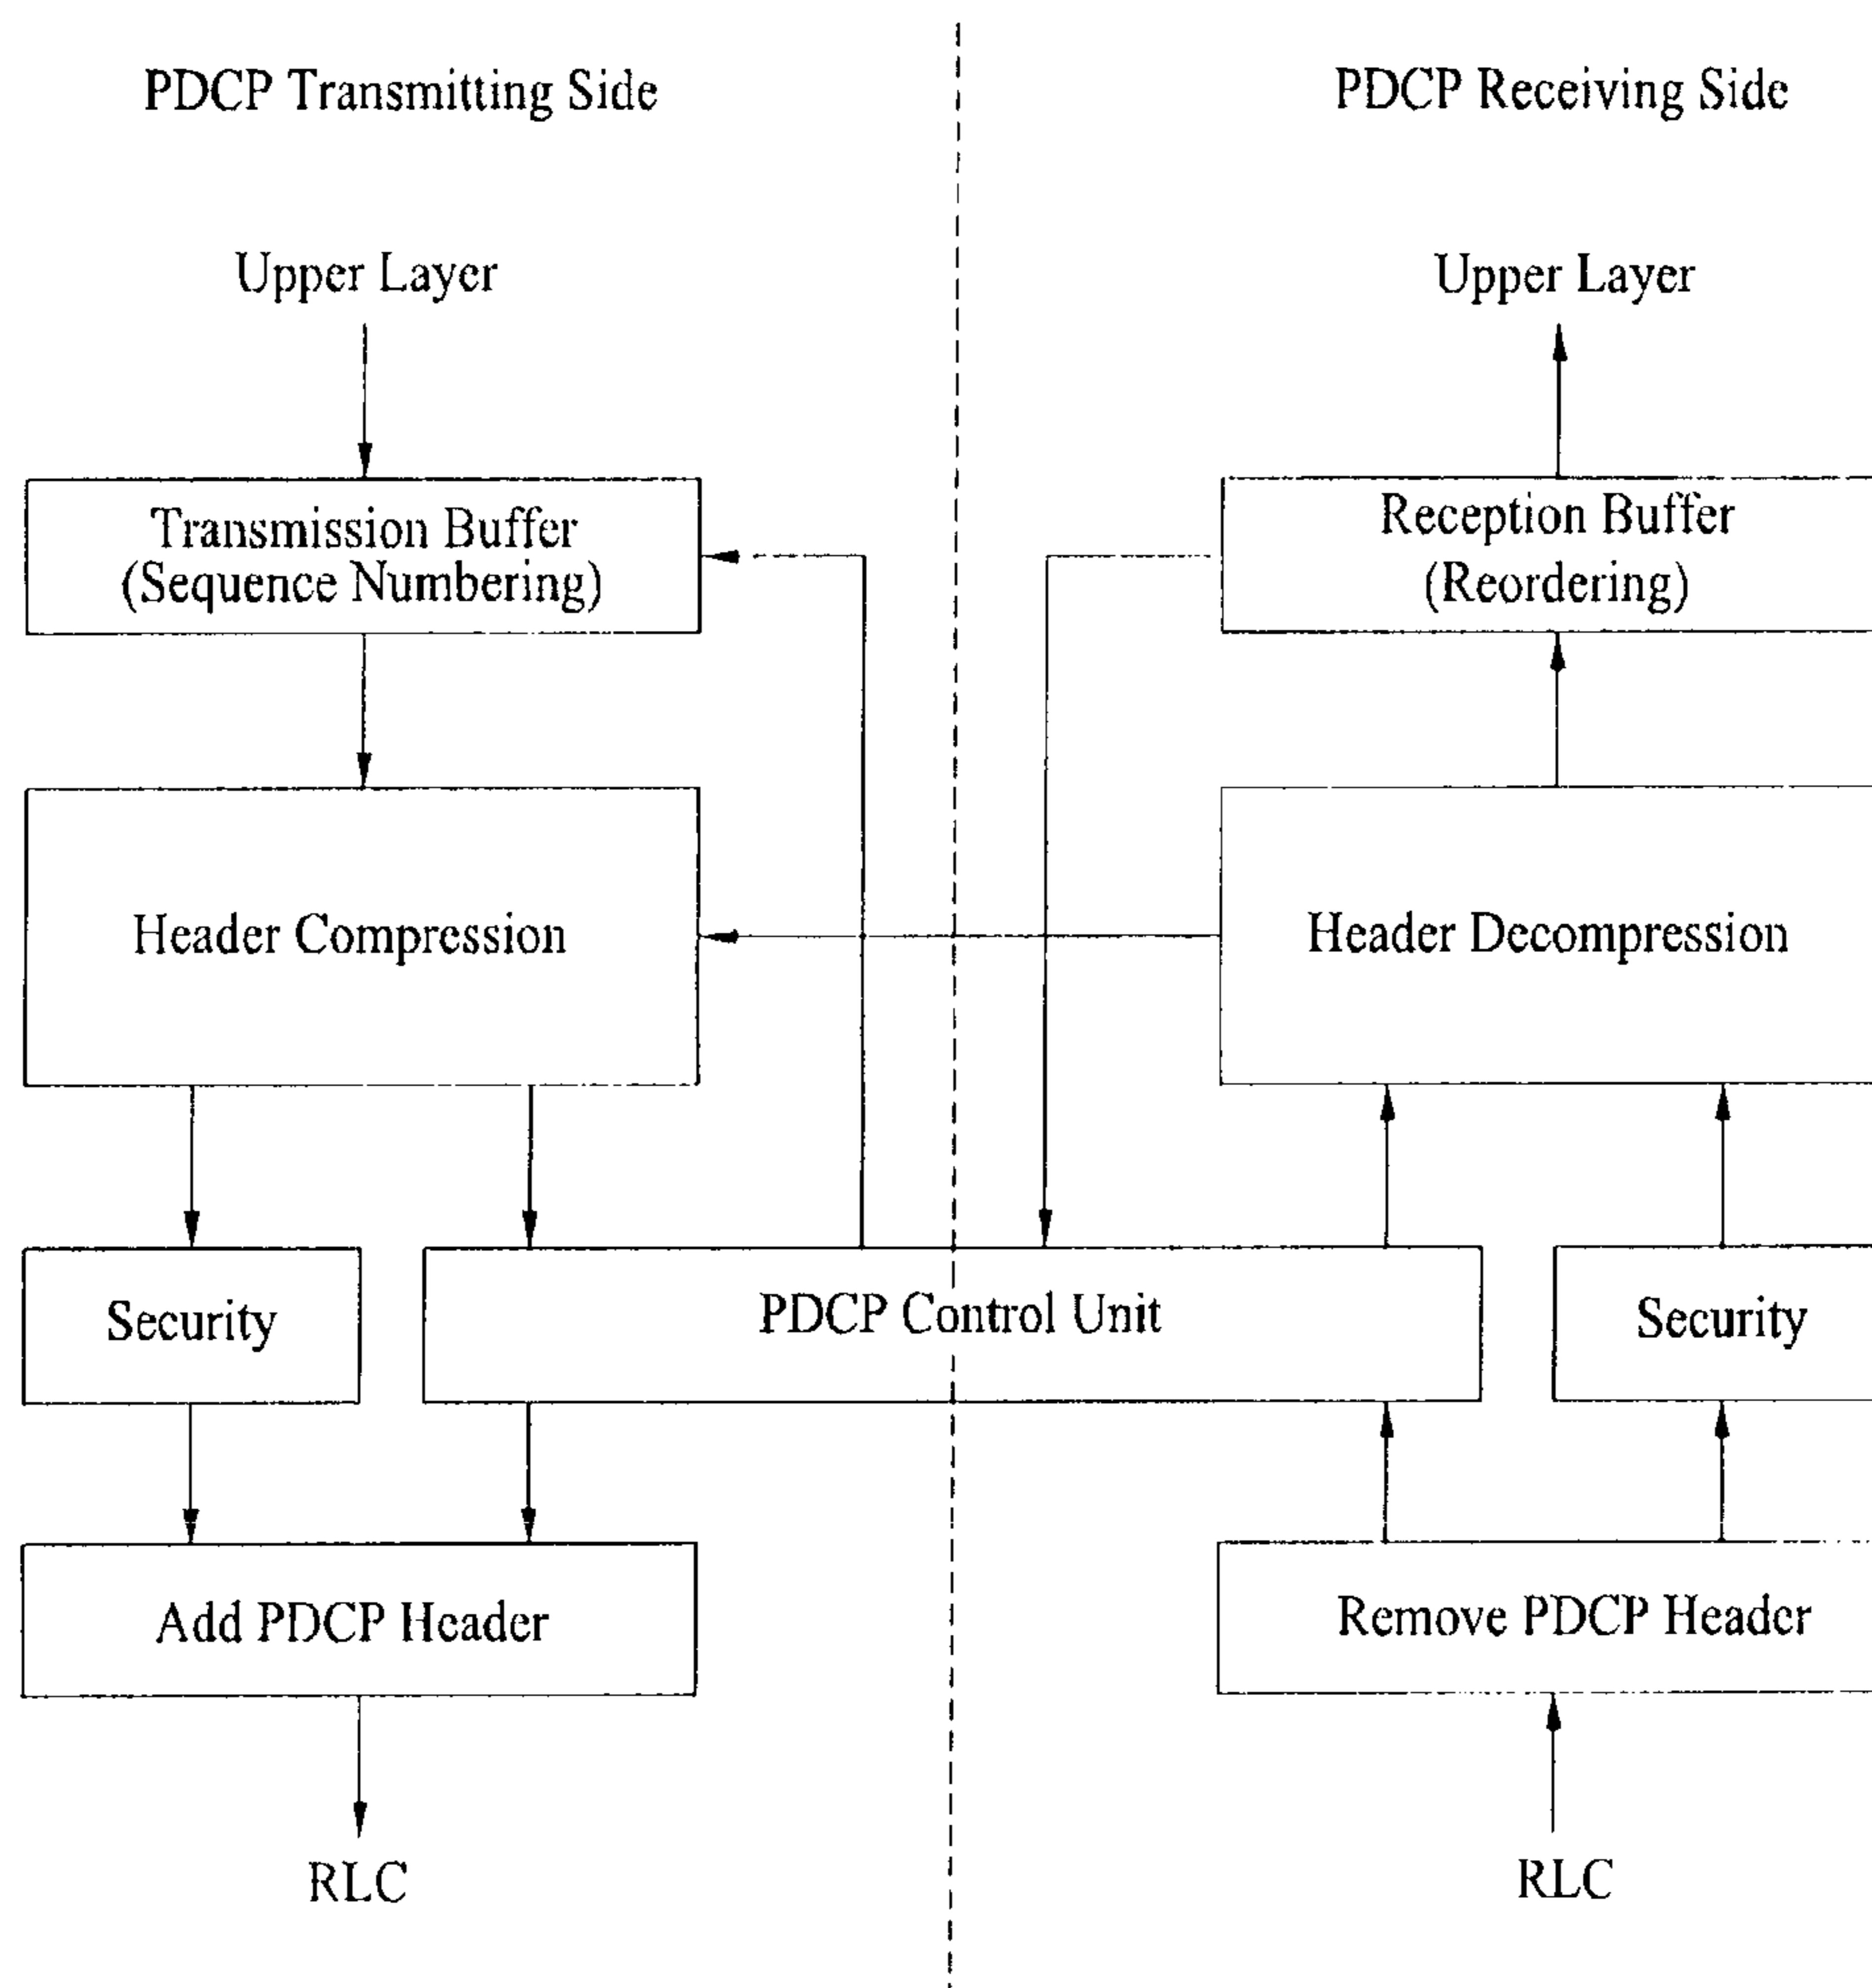 PDCP Transmitting Side
PDCP Receiving Side
Upper Layer
Upper Layer
Transmission Buffer
(Sequence Numbering)
Reception Buffer
(Reordering)
Header Compression
Header Decompression
Security
PDCP Control Unit
Security
Add PDCP Header
Remove PDCP Header
RLC
RLC